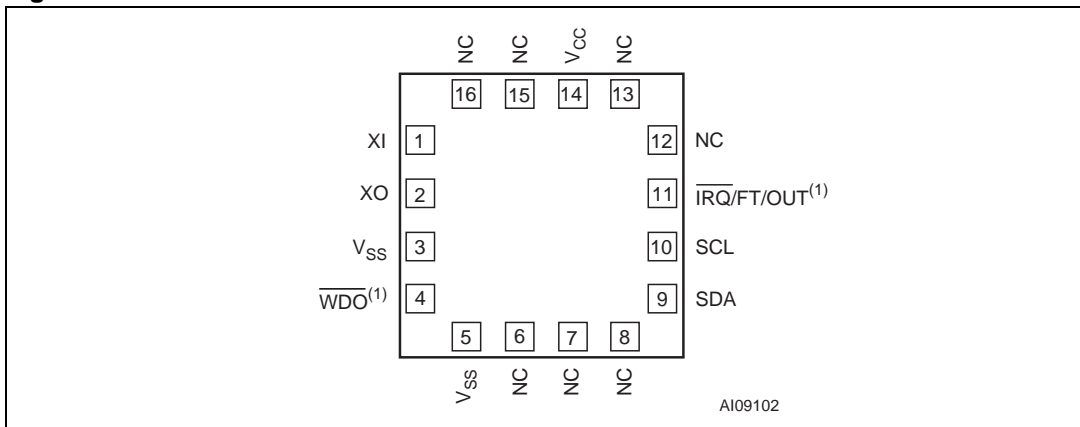 NC NC VCC NC
16 15 14 13
XI 1 12 NC
XO 2 11 IRQ/FT/OUT(1)
VSS 3 10 SCL
WDO(1) 4 9 SDA
5 6 7 8
VSS NC NC NC
AI09102